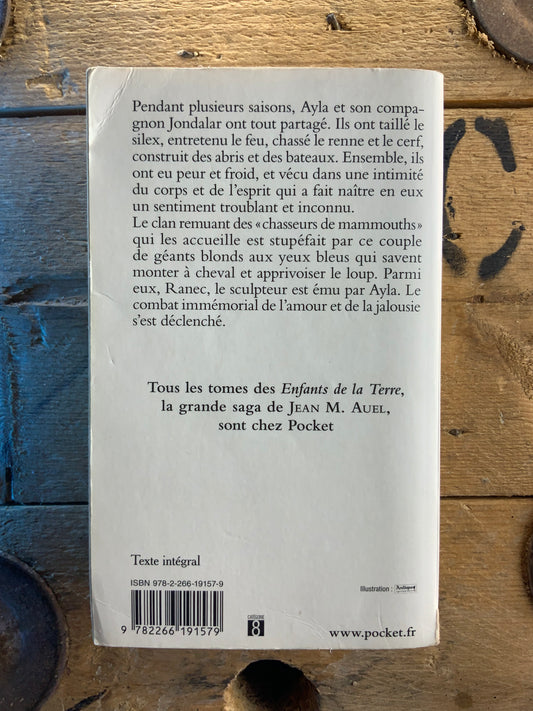 Pendant plusieurs saisons, Ayla et son compa-
gnon Jondalar ont tout partagé. Ils ont taillé le
silex, entretenu le feu, chassé le renne et le cerf,
construit des abris et des bateaux. Ensemble, ils
ont eu peur et froid, et vécu dans une intimité
du corps et de l'esprit qui a fait naître en eux
un sentiment troublant et inconnu.
Le clan remuant des «chasseurs de mammouths»
qui les accueille est stupéfait par ce couple
de géants blonds aux yeux bleus qui savent
monter à cheval et apprivoiser le loup. Parmi
eux, Ranec, le sculpteur est ému par Ayla. Le
combat immémorial de l'amour et de la jalousie
s'est déclenché.
Tous les tomes des Enfants de la Terre,
la grande saga de JEAN M. AUEL,
sont chez Pocket
Texte intégral
ISBN 978-2-266-19157-9
Illustration :
9 782266 191579
CATÉGORIE
8
www.pocket.fr